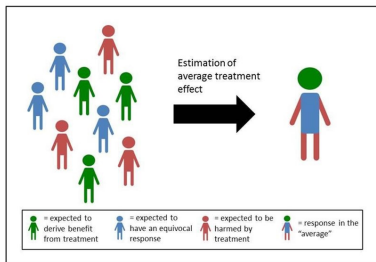 Estimation of
average treatment
effect
= expected to
derive benefit
from treatment
= expected to
have an equivocal
response
= expected to be
harmed by
treatment
= response in the
"average"